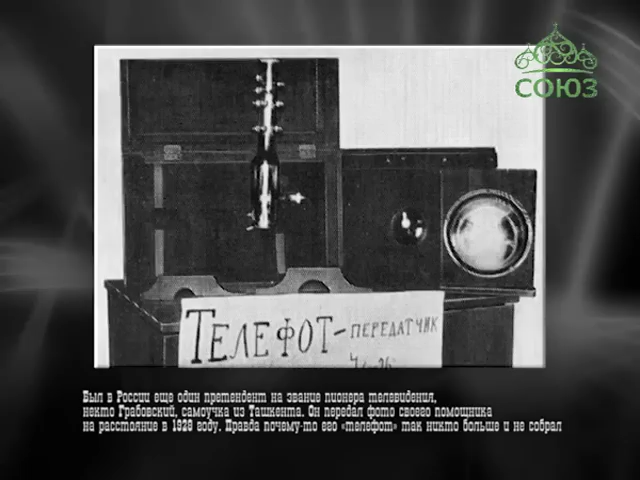 СОЮЗ
ТЕЛЕФОТ-ПЕРЕДАТЧИК
Был в России еще один претендент на звание пионера телевидения,
некто Грабовский, самоучка из Ташкента. Он передал фото своего помощника
на расстояние в 1928 году. Правда почему-то его «телефот» так никто больше и не собрал